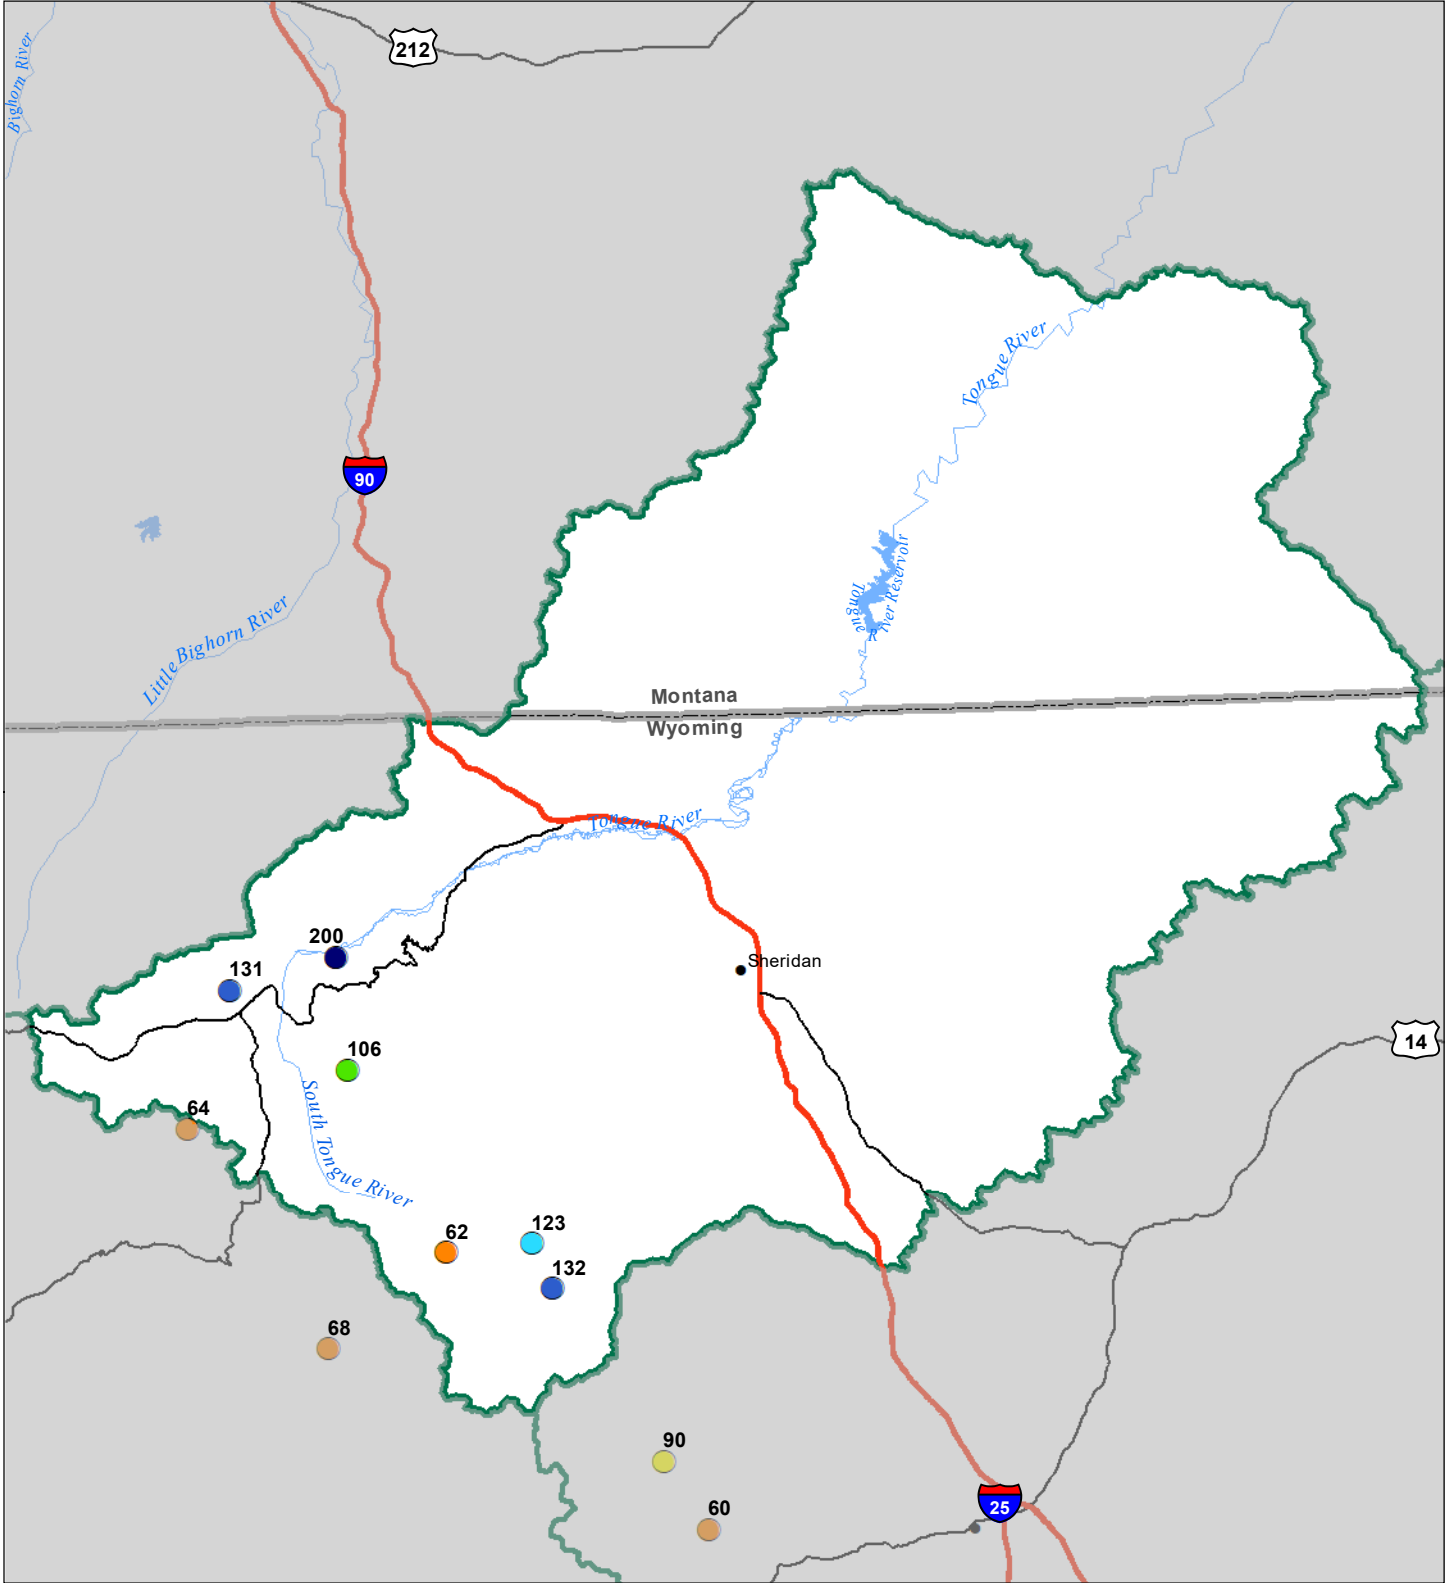 212
Bighorn River
Tongue River
90
Tongue
River Reservoir
Little Bighorn River
Montana
Wyoming
Tongue River
200
Sheridan
131
14
106
64
South Tongue River
62
123
132
68
90
60
25